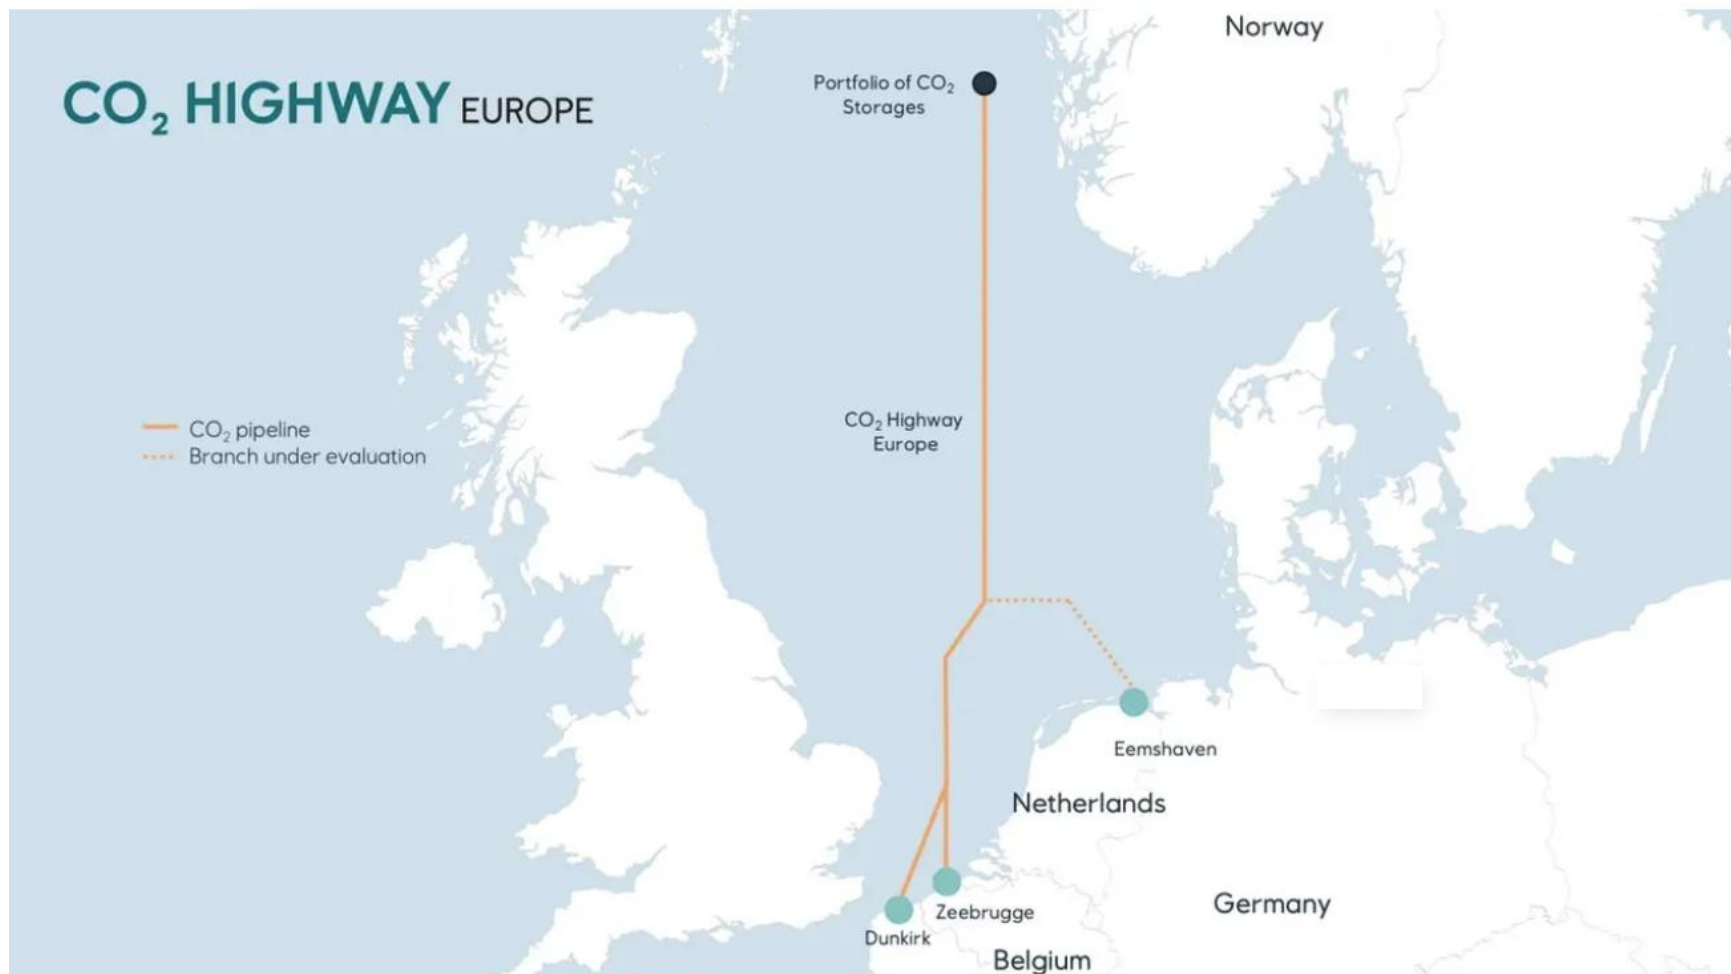 Norway
CO₂ HIGHWAY EUROPE
Portfolio of CO₂
Storages
CO₂ Highway
Europe
CO₂ pipeline
Branch under evaluation
Eemshaven
Netherlands
Germany
Zeebrugge
Dunkirk
Belgium